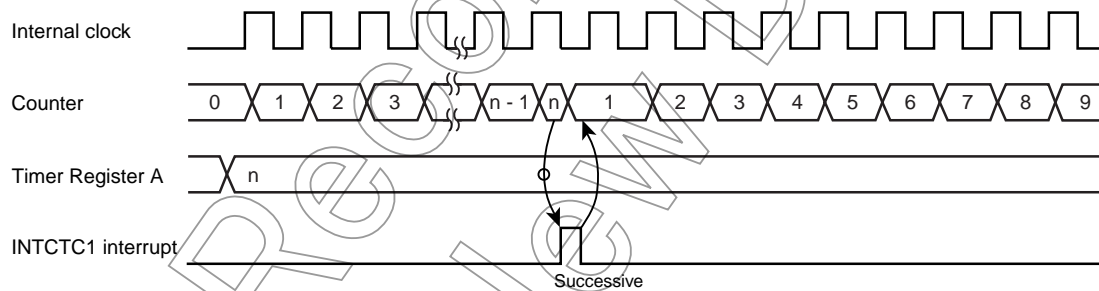 Internal clock
Counter 0 1 2 3 n - 1 n 1 2 3 4 5 6 7 8 9
Timer Register A n
INTCTC1 interrupt
Successive